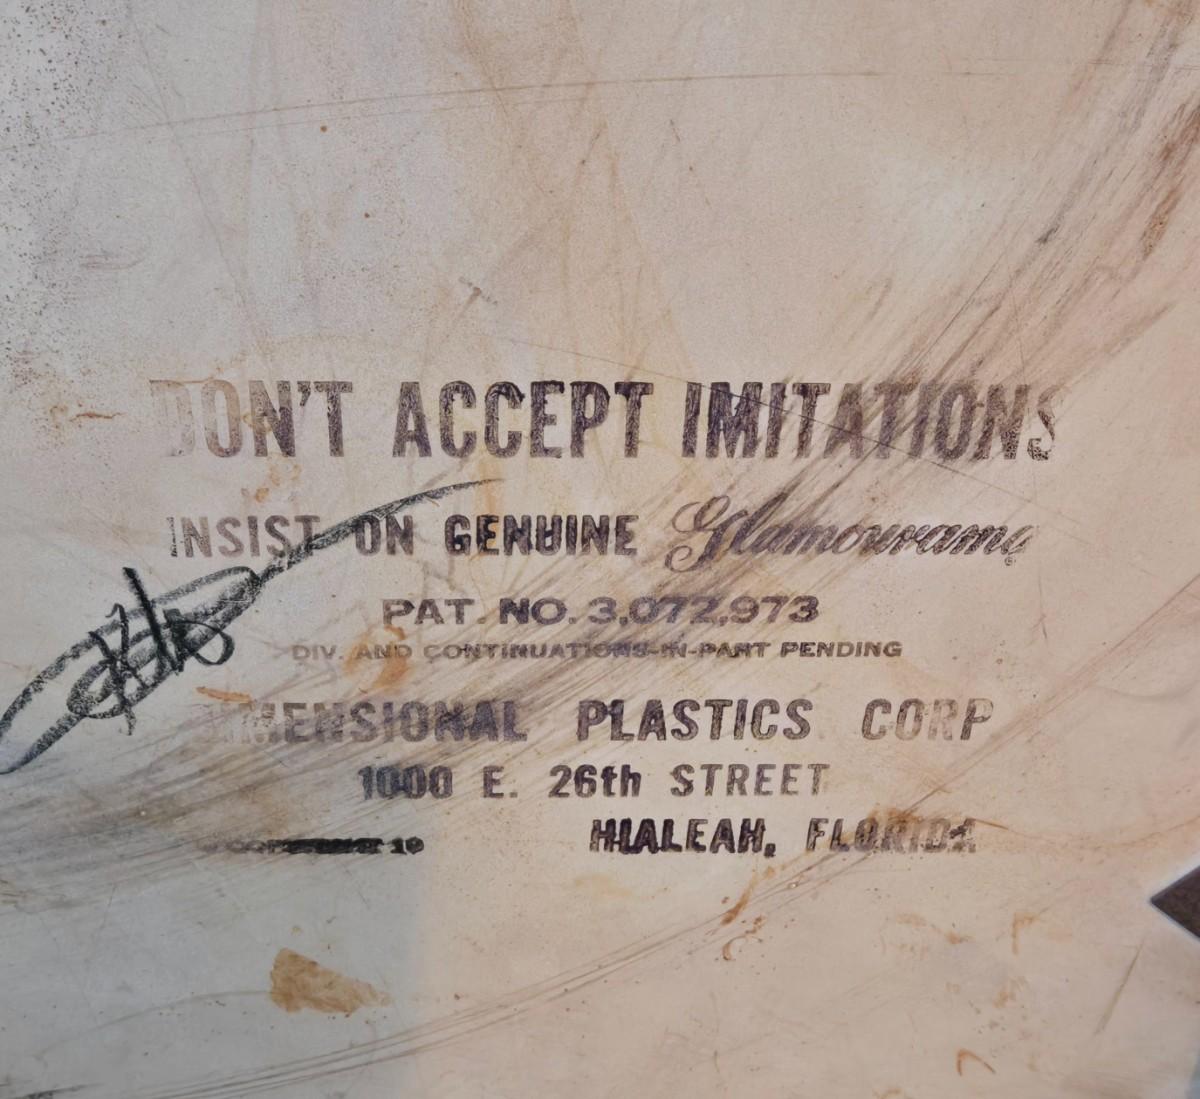 DON'T ACCEPT IMITATIONS
INSIST ON GENUINE Glamourama
PAT. NO. 3,072,973
DIV. AND CONTINUATIONS-IN-PART PENDING
DIMENSIONAL PLASTICS CORP.
1000 E. 26th STREET
HIALEAH, FLORIDA